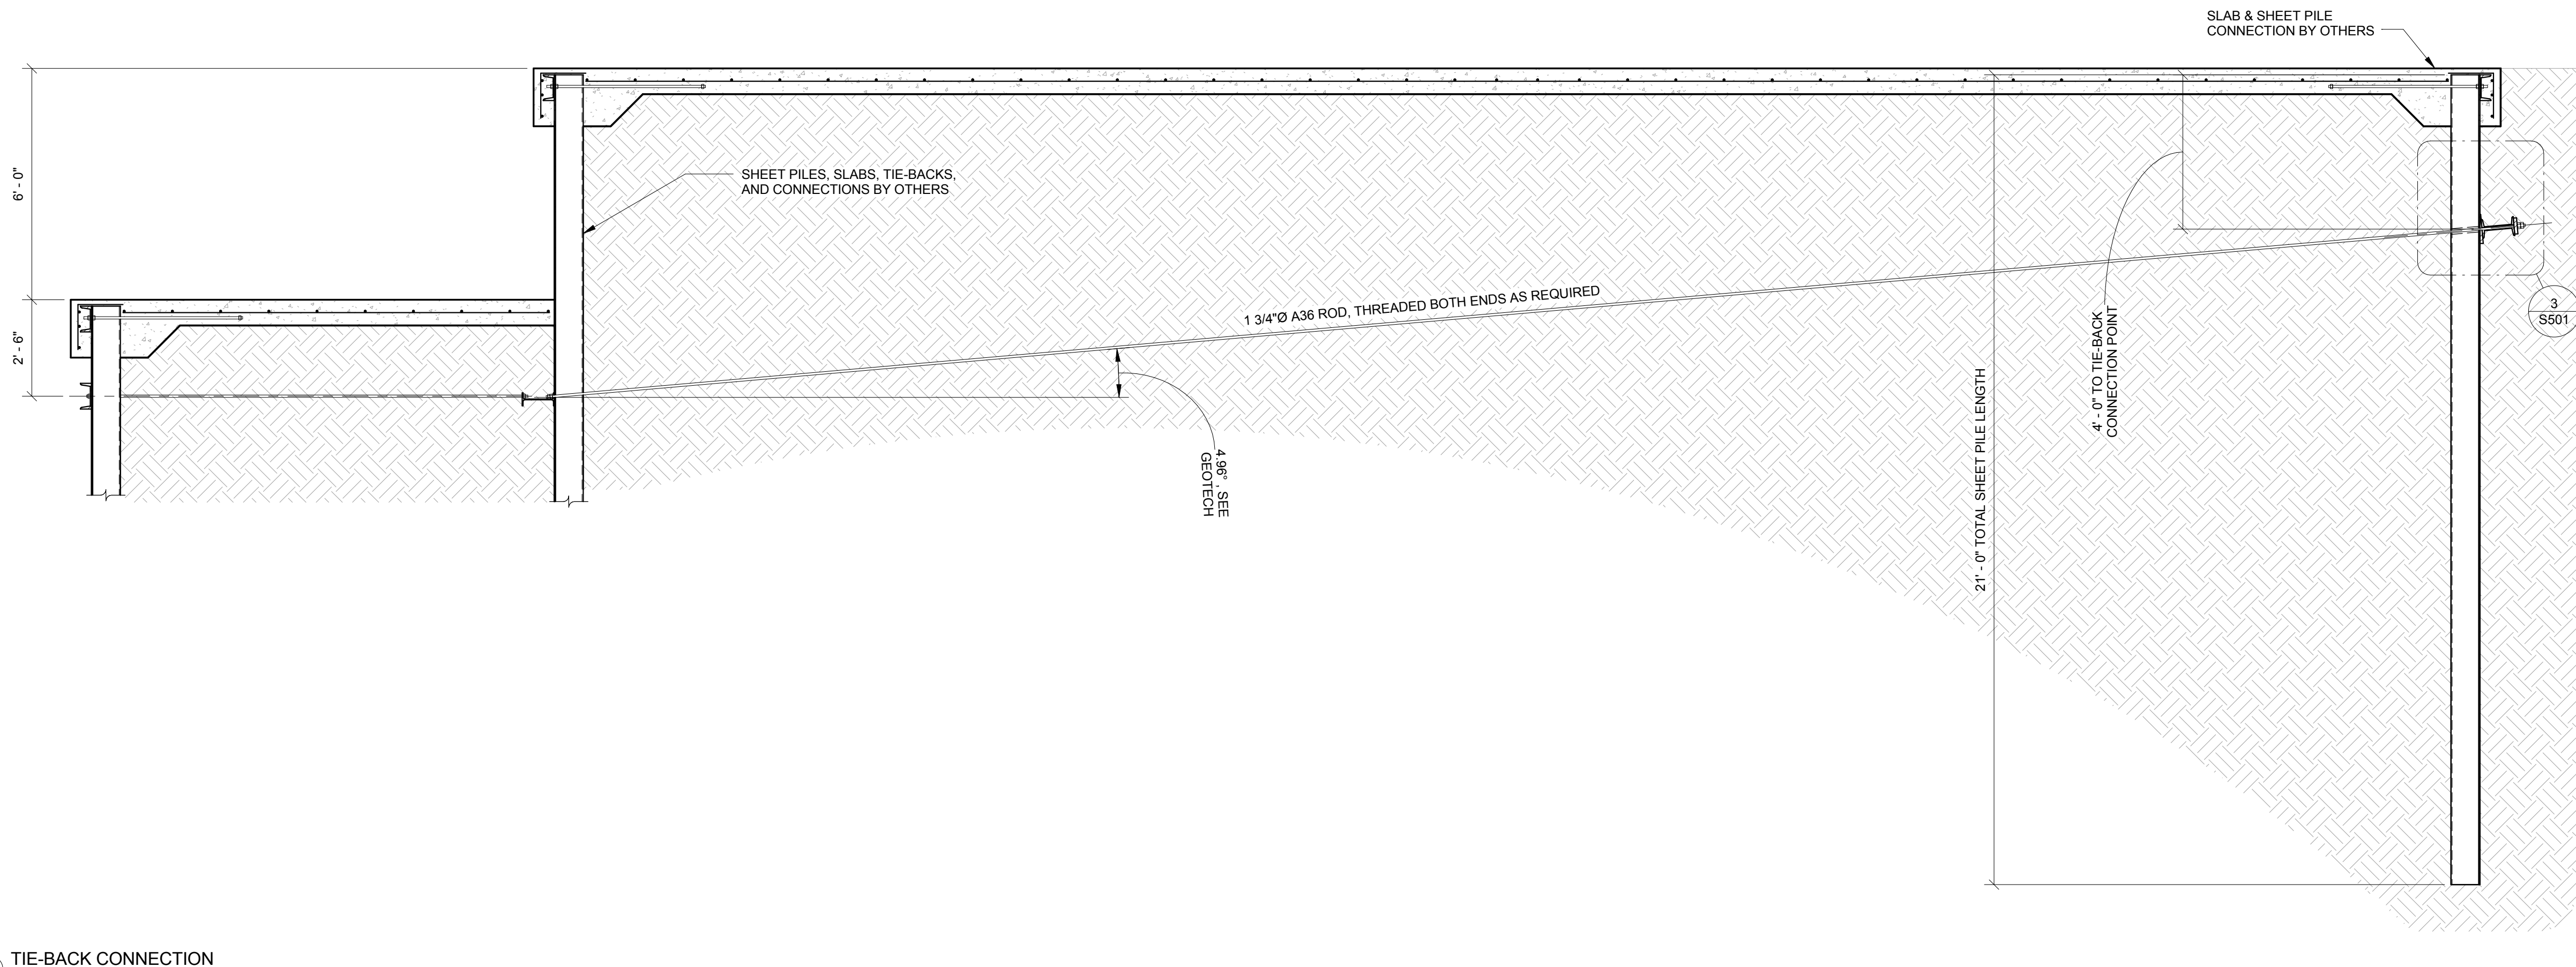 SLAB & SHEET PILE
CONNECTION BY OTHERS
6' - 0"
SHEET PILES, SLABS, TIE-BACKS,
AND CONNECTIONS BY OTHERS
1 3/4"Ø A36 ROD, THREADED BOTH ENDS AS REQUIRED
2' - 6"
4.96° , SEE
GEOTECH
21' - 0" TOTAL SHEET PILE LENGTH
4' - 0" TO TIE-BACK
CONNECTION POINT
3
S501
TIE-BACK CONNECTION